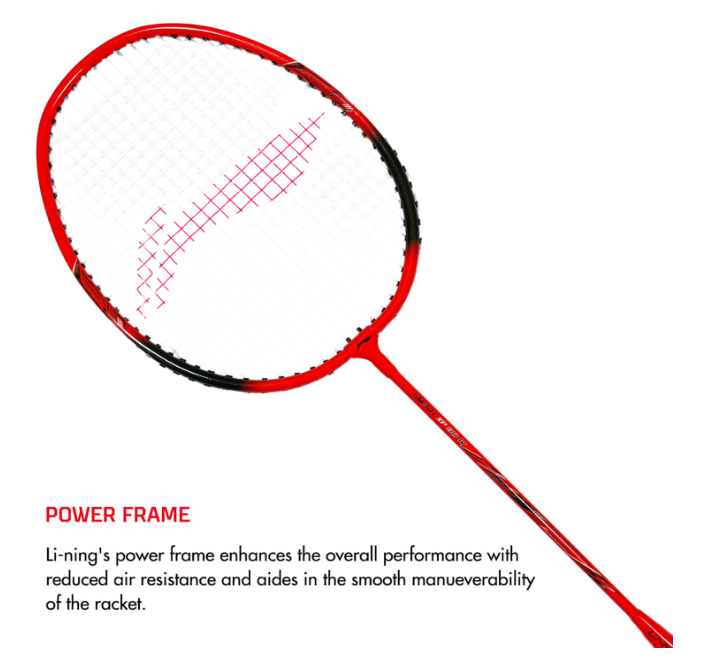 XP
POWER FRAME
Li-ning's power frame enhances the overall performance with
reduced air resistance and aides in the smooth manueverability
of the racket.